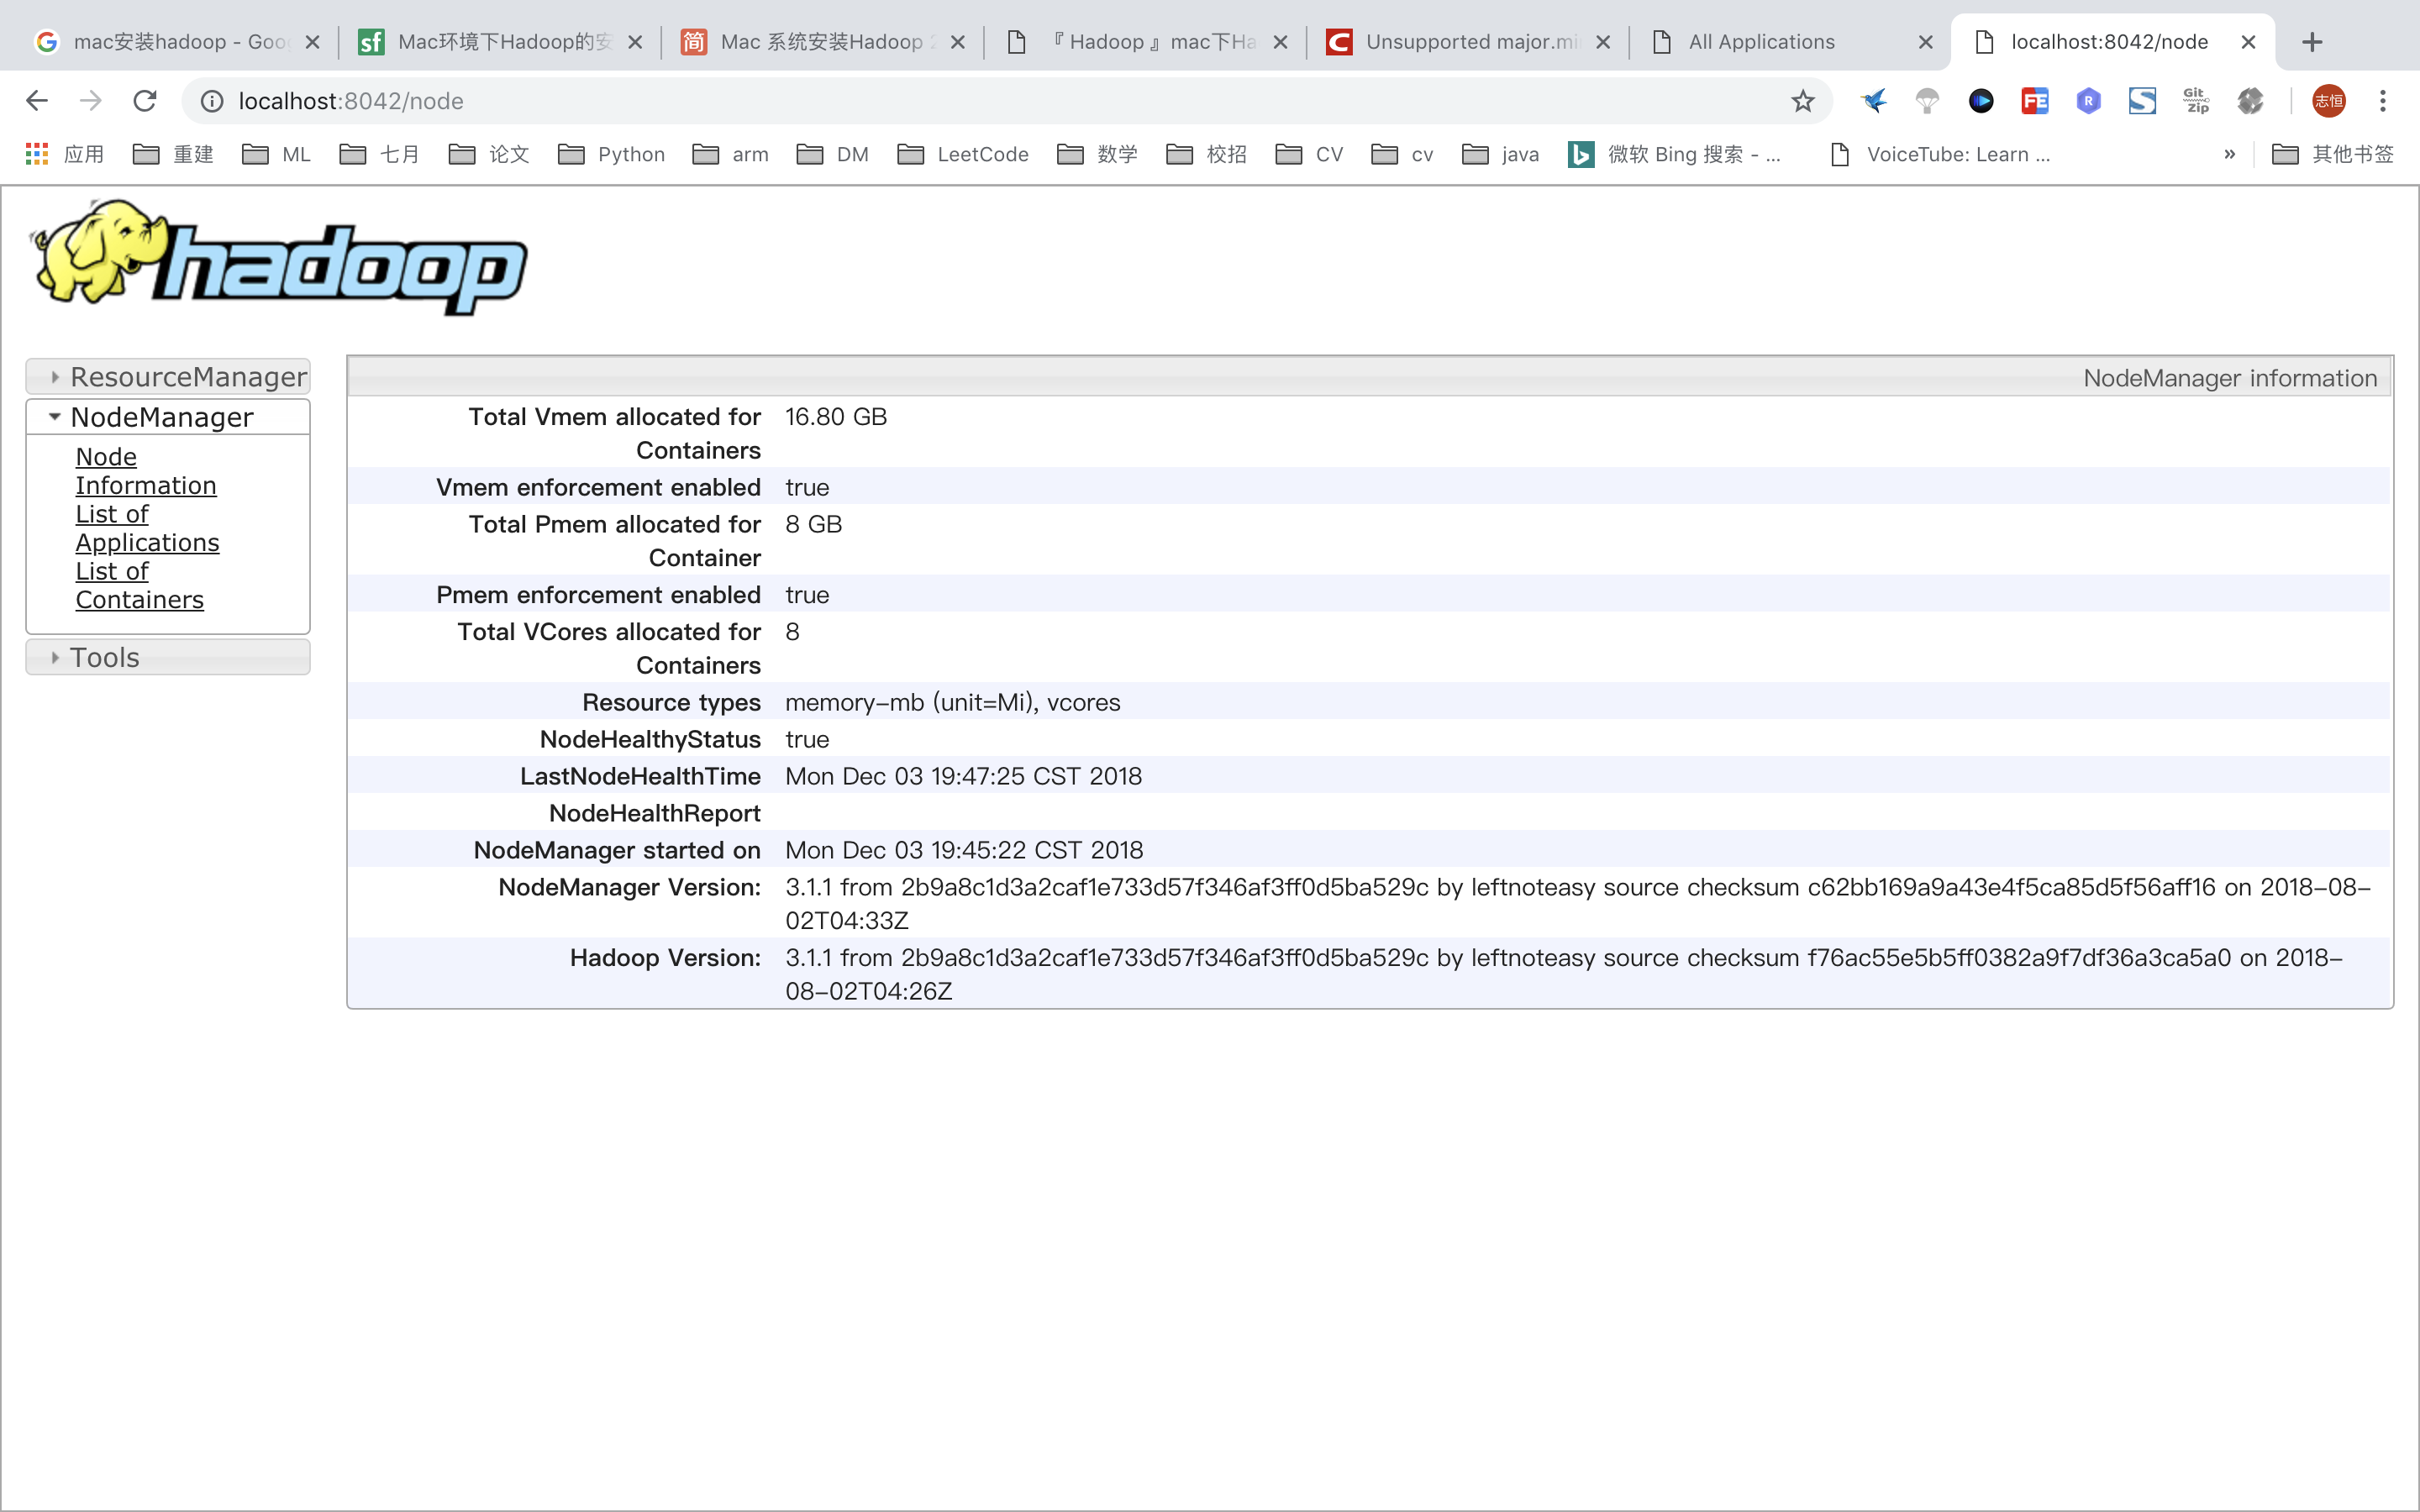 mac安装hadoop - Goo
Mac环境下Hadoop的安
Mac 系统安装Hadoop 2
『 Hadoop 』mac下Ha
Unsupported major.mi
All Applications
localhost:8042/node
localhost:8042/node
FE
R
S
Git Zip
志恒
应用
重建
ML
七月
论文
Python
arm
DM
LeetCode
数学
校招
CV
cv
java
微软 Bing 搜索 - ...
VoiceTube: Learn ...
»
其他书签
hadoop
ResourceManager
NodeManager
Node
Information
List of
Applications
List of
Containers
Tools
NodeManager information
Total Vmem allocated for 16.80 GB
Containers
Vmem enforcement enabled true
Total Pmem allocated for 8 GB
Container
Pmem enforcement enabled true
Total VCores allocated for 8
Containers
Resource types memory-mb (unit=Mi), vcores
NodeHealthyStatus true
LastNodeHealthTime Mon Dec 03 19:47:25 CST 2018
NodeHealthReport
NodeManager started on Mon Dec 03 19:45:22 CST 2018
NodeManager Version: 3.1.1 from 2b9a8c1d3a2caf1e733d57f346af3ff0d5ba529c by leftnoteasy source checksum c62bb169a9a43e4f5ca85d5f56aff16 on 2018-08-
02T04:33Z
Hadoop Version: 3.1.1 from 2b9a8c1d3a2caf1e733d57f346af3ff0d5ba529c by leftnoteasy source checksum f76ac55e5b5ff0382a9f7df36a3ca5a0 on 2018-
08-02T04:26Z